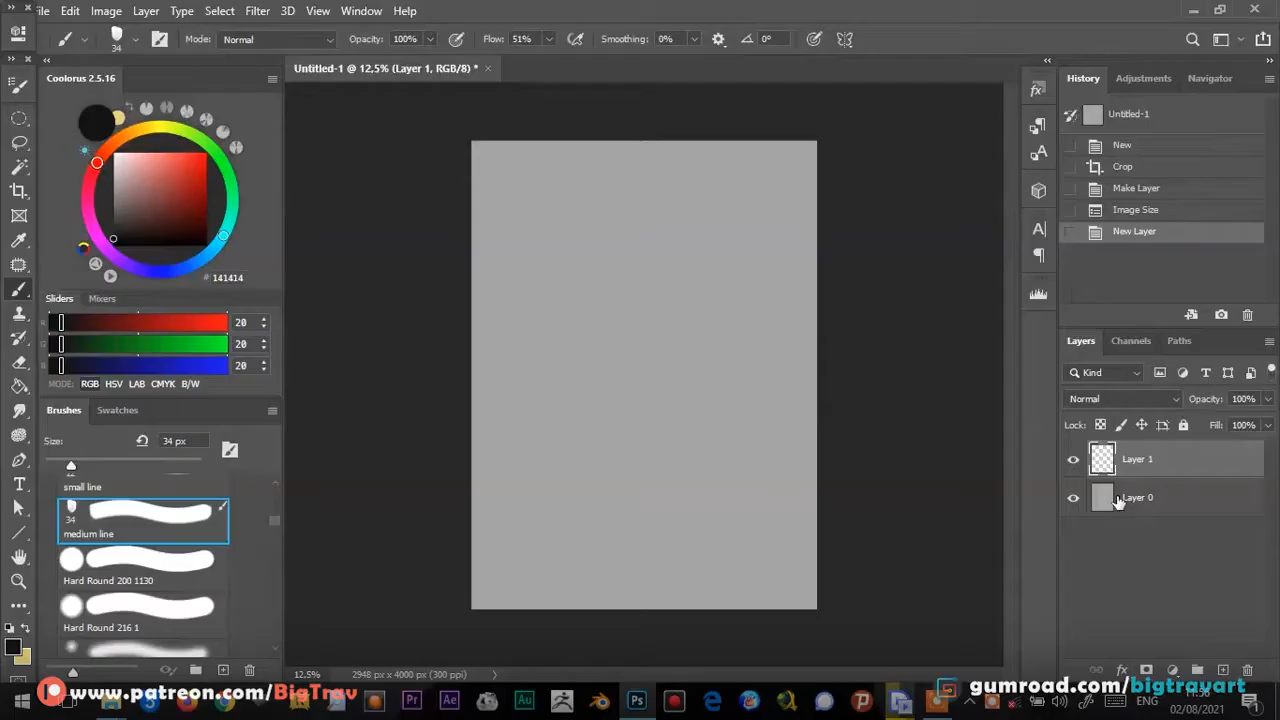 File Edit Image Layer Type Select Filter 3D View Window Help
34 Mode: Normal Opacity: 100% Flow: 51% Smoothing: 0% 0°
Coolorus 2.5.16
Untitled-1 @ 12,5% (Layer 1, RGB/8) *
History Adjustments Navigator
Untitled-1
New
Crop
Make Layer
Image Size
New Layer
# 141414
Sliders Mixers
20
20
20
MODE: RGB HSV LAB CMYK B/W
Brushes Swatches
Size: 34 px
small line
34
medium line
Hard Round 200 1130
Hard Round 216 1
Layers Channels Paths
Kind
Normal Opacity: 100%
Lock: Fill: 100%
Layer 1
Layer 0
12,5% 2948 px x 4000 px (300 ppi)
www.patreon.com/BigTrav
gumroad.com/bigtravart
02/08/2021